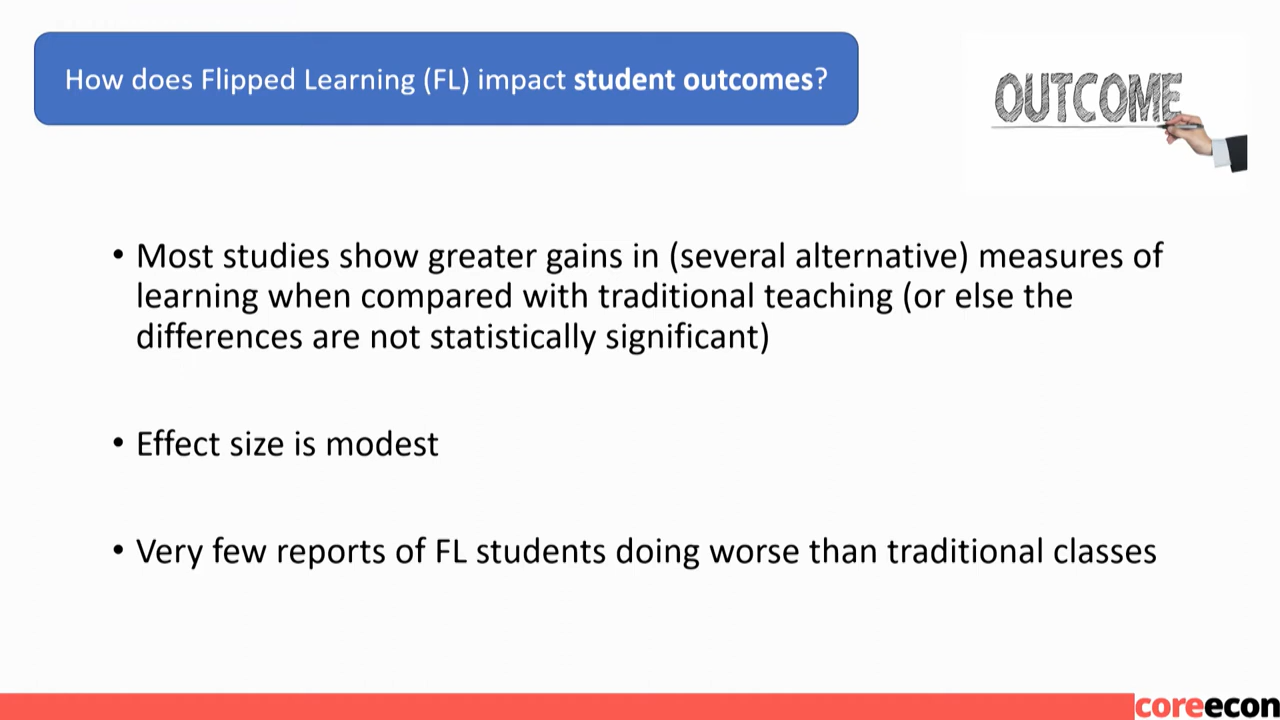 How does Flipped Learning (FL) impact student outcomes?
OUTCOME
• Most studies show greater gains in (several alternative) measures of
learning when compared with traditional teaching (or else the
differences are not statistically significant)
• Effect size is modest
• Very few reports of FL students doing worse than traditional classes
coreecon